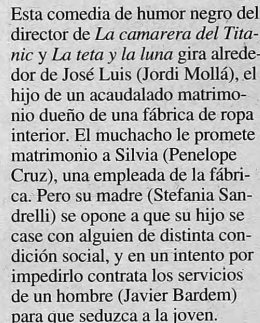 Esta comedia de humor negro del
director de La camarera del Tita-
nic y La teta y la luna gira alrede-
dor de José Luis (Jordi Mollá), el
hijo de un acaudalado matrimo-
nio dueño de una fábrica de ropa
interior. El muchacho le promete
matrimonio a Silvia (Penelope
Cruz), una empleada de la fábri-
ca. Pero su madre (Stefania San-
drelli) se opone a que su hijo se
case con alguien de distinta con-
dición social, y en un intento por
impedirlo contrata los servicios
de un hombre (Javier Bardem)
para que seduzca a la joven.